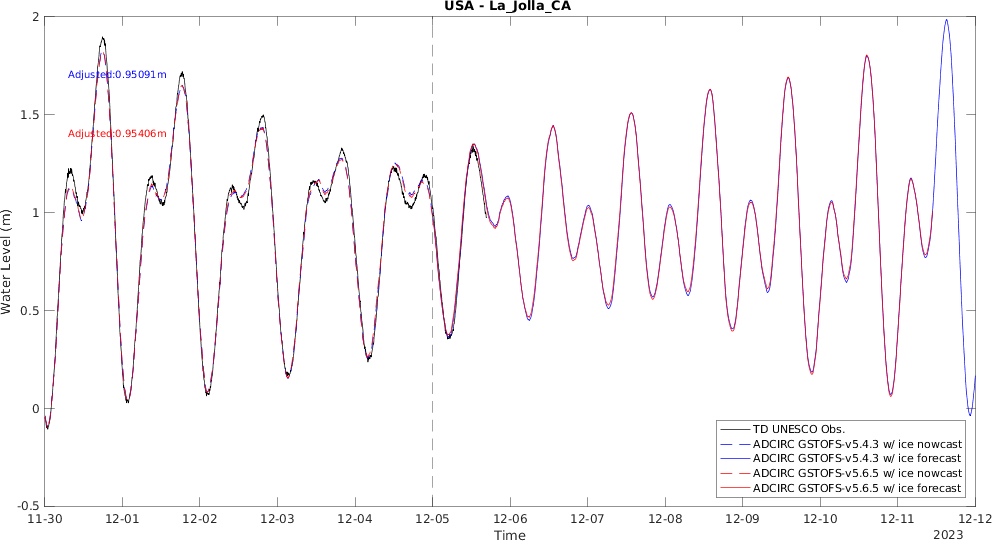 USA - La_Jolla_CA
2
1.5
1
0.5
0
-0.5
Water Level (m)
Adjusted:0.95091m
Adjusted:0.95406m
TD UNESCO Obs.
ADCIRC GSTOFS-v5.4.3 w/ ice nowcast
ADCIRC GSTOFS-v5.4.3 w/ ice forecast
ADCIRC GSTOFS-v5.6.5 w/ ice nowcast
ADCIRC GSTOFS-v5.6.5 w/ ice forecast
11-30 12-01 12-02 12-03 12-04 12-05 12-06 12-07 12-08 12-09 12-10 12-11 12-12
Time
2023